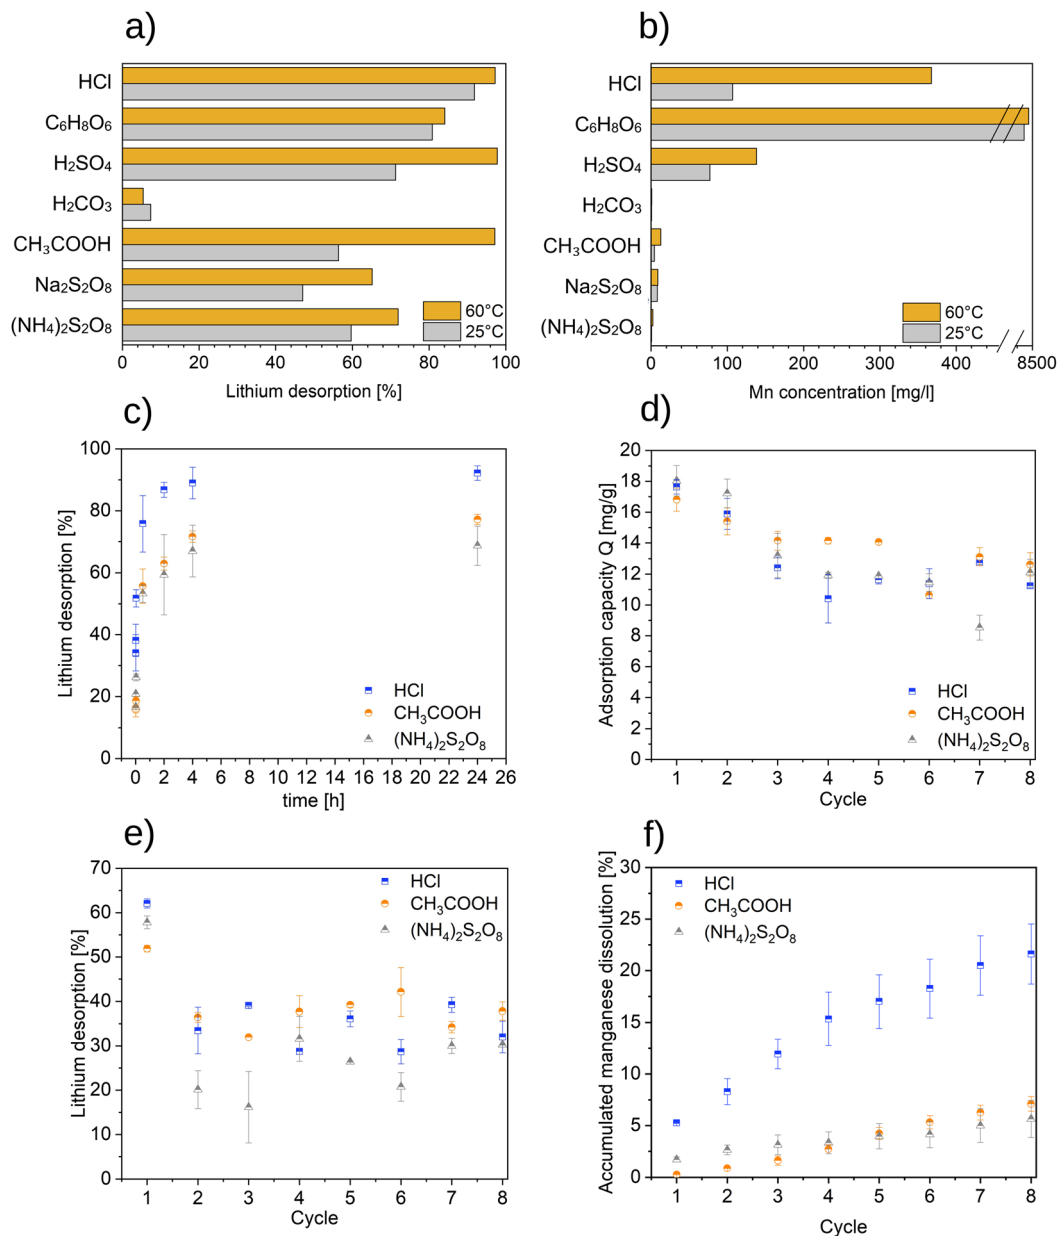 a)
HCl
C₆H₈O₆
H₂SO₄
H₂CO₃
CH₃COOH
Na₂S₂O₈
(NH₄)₂S₂O₈
60°C
25°C
0 20 40 60 80 100
Lithium desorption [%]
b)
HCl
C₆H₈O₆
H₂SO₄
H₂CO₃
CH₃COOH
Na₂S₂O₈
(NH₄)₂S₂O₈
60°C
25°C
0 100 200 300 400 8500
Mn concentration [mg/l]
c)
100
80
60
40
20
0
Lithium desorption [%]
HCl
CH₃COOH
(NH₄)₂S₂O₈
0 2 4 6 8 10 12 14 16 18 20 22 24 26
time [h]
d)
20
18
16
14
12
10
8
6
4
2
0
Adsorption capacity Q [mg/g]
HCl
CH₃COOH
(NH₄)₂S₂O₈
1 2 3 4 5 6 7 8
Cycle
e)
70
60
50
40
30
20
10
0
Lithium desorption [%]
HCl
CH₃COOH
(NH₄)₂S₂O₈
1 2 3 4 5 6 7 8
Cycle
f)
30
25
20
15
10
5
0
Accumulated manganese dissolution [%]
HCl
CH₃COOH
(NH₄)₂S₂O₈
1 2 3 4 5 6 7 8
Cycle